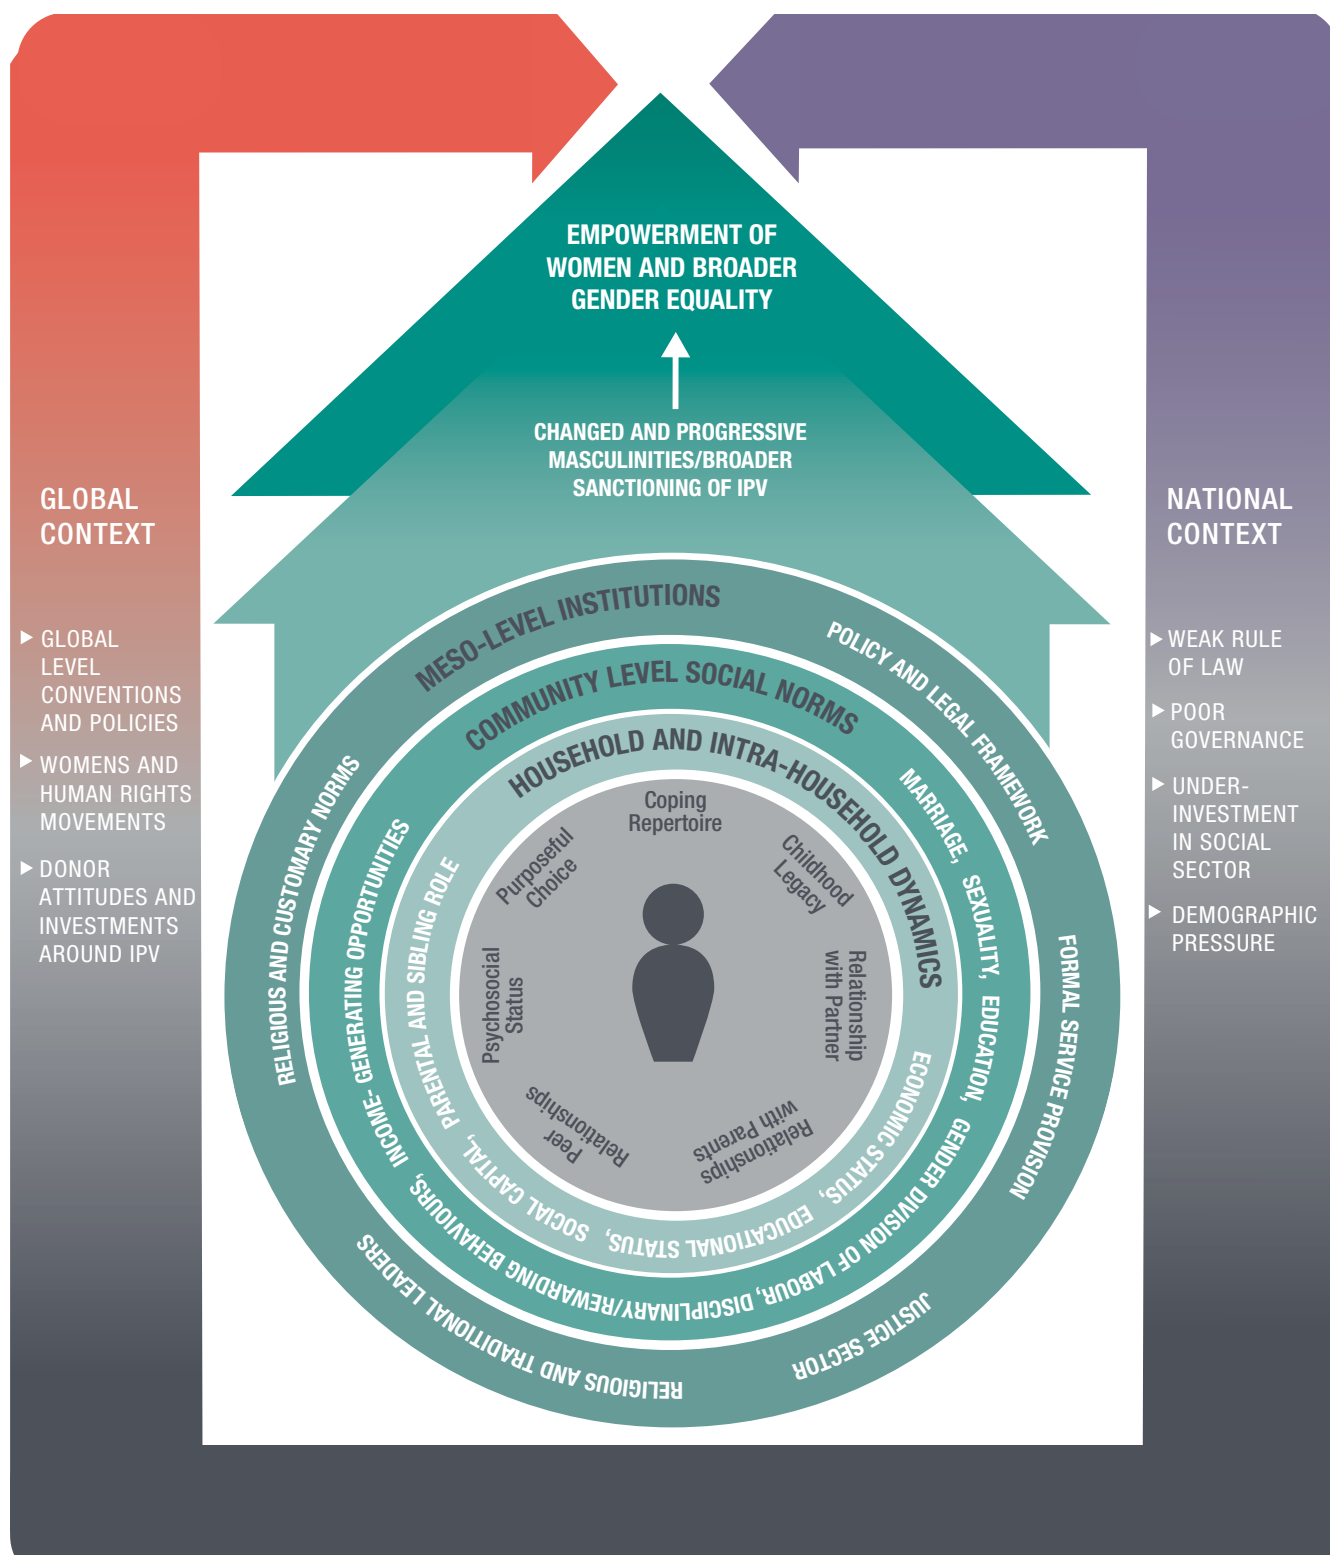 EMPOWERMENT OF
WOMEN AND BROADER
GENDER EQUALITY
CHANGED AND PROGRESSIVE
MASCULINITIES/BROADER
SANCTIONING OF IPV
GLOBAL
CONTEXT
▶ GLOBAL
LEVEL
CONVENTIONS
AND POLICIES
▶ WOMENS AND
HUMAN RIGHTS
MOVEMENTS
▶ DONOR
ATTITUDES AND
INVESTMENTS
AROUND IPV
NATIONAL
CONTEXT
▶ WEAK RULE
OF LAW
▶ POOR
GOVERNANCE
▶ UNDER-
INVESTMENT
IN SOCIAL
SECTOR
▶ DEMOGRAPHIC
PRESSURE
MESO-LEVEL INSTITUTIONS
POLICY AND LEGAL FRAMEWORK
FORMAL SERVICE PROVISION
JUSTICE SECTOR
RELIGIOUS AND TRADITIONAL LEADERS
RELIGIOUS AND CUSTOMARY NORMS
COMMUNITY LEVEL SOCIAL NORMS
MARRIAGE, SEXUALITY, EDUCATION, GENDER DIVISION OF LABOUR, DISCIPLINARY/REWARDING BEHAVIOURS, INCOME- GENERATING OPPORTUNITIES
HOUSEHOLD AND INTRA-HOUSEHOLD DYNAMICS
ECONOMIC STATUS, EDUCATIONAL STATUS, SOCIAL CAPITAL, PARENTAL AND SIBLING ROLE
Coping
Repertoire
Childhood
Legacy
Relationship
with Partner
Relationships
with Parents
Peer
Relationships
Psychosocial
Status
Purposeful
Choice